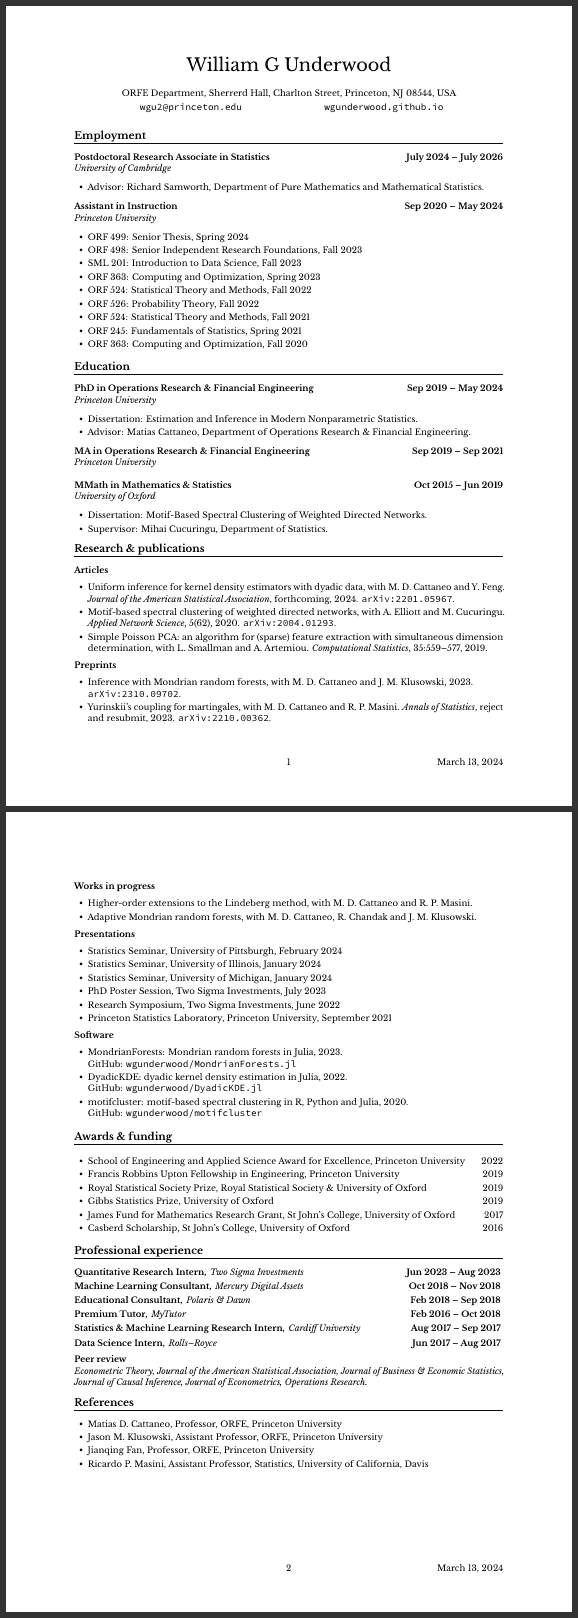 William G Underwood
ORFE Department, Sherrerd Hall, Charlton Street, Princeton, NJ 08544, USA
wgu2@princeton.edu wgunderwood.github.io
Employment
Postdoctoral Research Associate in Statistics July 2024 – July 2026
University of Cambridge
• Advisor: Richard Samworth, Department of Pure Mathematics and Mathematical Statistics.
Assistant in Instruction Sep 2020 – May 2024
Princeton University
• ORF 499: Senior Thesis, Spring 2024
• ORF 498: Senior Independent Research Foundations, Fall 2023
• SML 201: Introduction to Data Science, Fall 2023
• ORF 363: Computing and Optimization, Spring 2023
• ORF 524: Statistical Theory and Methods, Fall 2022
• ORF 526: Probability Theory, Fall 2022
• ORF 524: Statistical Theory and Methods, Fall 2021
• ORF 245: Fundamentals of Statistics, Spring 2021
• ORF 363: Computing and Optimization, Fall 2020
Education
PhD in Operations Research & Financial Engineering Sep 2019 – May 2024
Princeton University
• Dissertation: Estimation and Inference in Modern Nonparametric Statistics.
• Advisor: Matias Cattaneo, Department of Operations Research & Financial Engineering.
MA in Operations Research & Financial Engineering Sep 2019 – Sep 2021
Princeton University
MMath in Mathematics & Statistics Oct 2015 – Jun 2019
University of Oxford
• Dissertation: Motif-Based Spectral Clustering of Weighted Directed Networks.
• Supervisor: Mihai Cucuringu, Department of Statistics.
Research & publications
Articles
• Uniform inference for kernel density estimators with dyadic data, with M. D. Cattaneo and Y. Feng.
Journal of the American Statistical Association, forthcoming, 2024. arXiv:2201.05967.
• Motif-based spectral clustering of weighted directed networks, with A. Elliott and M. Cucuringu.
Applied Network Science, 5(62), 2020. arXiv:2004.01293.
• Simple Poisson PCA: an algorithm for (sparse) feature extraction with simultaneous dimension
determination, with L. Smallman and A. Artemiou. Computational Statistics, 35:559–577, 2019.
Preprints
• Inference with Mondrian random forests, with M. D. Cattaneo and J. M. Klusowski, 2023.
arXiv:2310.09702.
• Yurinskii's coupling for martingales, with M. D. Cattaneo and R. P. Masini. Annals of Statistics, reject
and resubmit, 2023. arXiv:2210.00362.
1 March 13, 2024
Works in progress
• Higher-order extensions to the Lindeberg method, with M. D. Cattaneo and R. P. Masini.
• Adaptive Mondrian random forests, with M. D. Cattaneo, R. Chandak and J. M. Klusowski.
Presentations
• Statistics Seminar, University of Pittsburgh, February 2024
• Statistics Seminar, University of Illinois, January 2024
• Statistics Seminar, University of Michigan, January 2024
• PhD Poster Session, Two Sigma Investments, July 2023
• Research Symposium, Two Sigma Investments, June 2022
• Princeton Statistics Laboratory, Princeton University, September 2021
Software
• MondrianForests: Mondrian random forests in Julia, 2023.
GitHub: wgunderwood/MondrianForests.jl
• DyadicKDE: dyadic kernel density estimation in Julia, 2022.
GitHub: wgunderwood/DyadicKDE.jl
• motifcluster: motif-based spectral clustering in R, Python and Julia, 2020.
GitHub: wgunderwood/motifcluster
Awards & funding
• School of Engineering and Applied Science Award for Excellence, Princeton University 2022
• Francis Robbins Upton Fellowship in Engineering, Princeton University 2019
• Royal Statistical Society Prize, Royal Statistical Society & University of Oxford 2019
• Gibbs Statistics Prize, University of Oxford 2019
• James Fund for Mathematics Research Grant, St John's College, University of Oxford 2017
• Casberd Scholarship, St John's College, University of Oxford 2016
Professional experience
Quantitative Research Intern, Two Sigma Investments Jun 2023 – Aug 2023
Machine Learning Consultant, Mercury Digital Assets Oct 2018 – Nov 2018
Educational Consultant, Polaris & Dawn Feb 2018 – Sep 2018
Premium Tutor, MyTutor Feb 2016 – Oct 2018
Statistics & Machine Learning Research Intern, Cardiff University Aug 2017 – Sep 2017
Data Science Intern, Rolls–Royce Jun 2017 – Aug 2017
Peer review
Econometric Theory, Journal of the American Statistical Association, Journal of Business & Economic Statistics,
Journal of Causal Inference, Journal of Econometrics, Operations Research.
References
• Matias D. Cattaneo, Professor, ORFE, Princeton University
• Jason M. Klusowski, Assistant Professor, ORFE, Princeton University
• Jianqing Fan, Professor, ORFE, Princeton University
• Ricardo P. Masini, Assistant Professor, Statistics, University of California, Davis
2 March 13, 2024